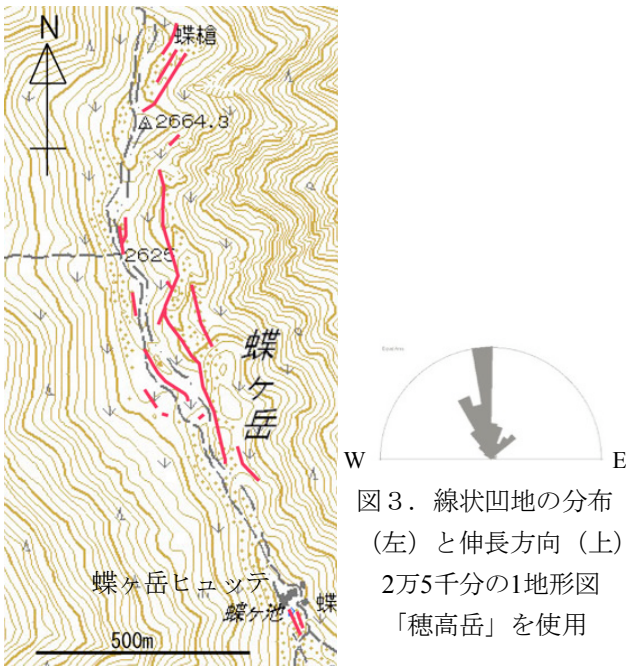 N
蝶槍
2664.3
2625
蝶ヶ岳
蝶ヶ岳ヒュッテ
蝶ヶ池
蝶
500m
W
E
図３．線状凹地の分布
（左）と伸長方向（上）
2万5千分の1地形図
「穂高岳」を使用